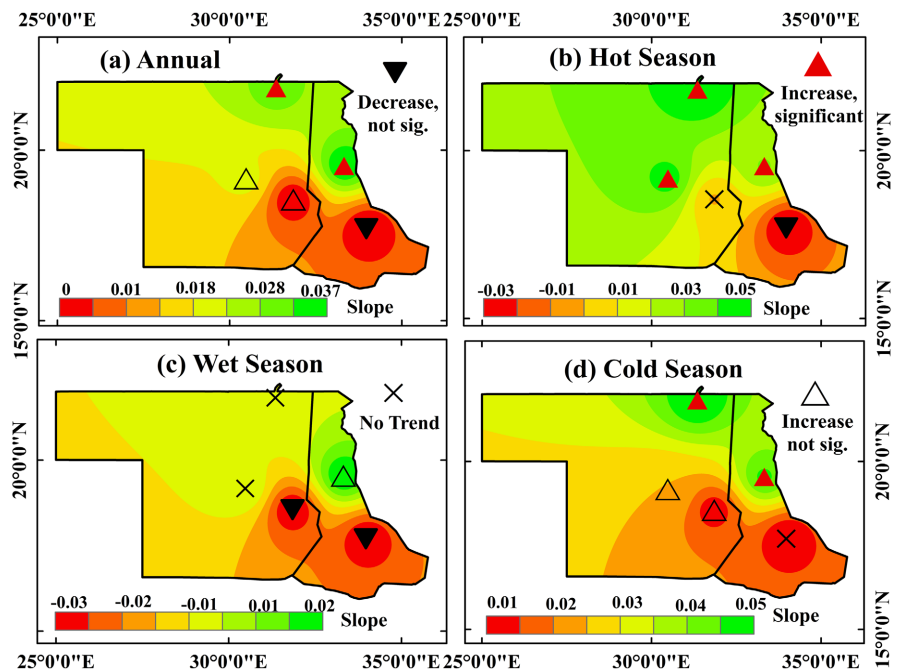 25°0'0"E 30°0'0"E 35°0'0"E 25°0'0"E 30°0'0"E 35°0'0"E
(a) Annual
Decrease,
not sig.
20°0'0"N
15°0'0"N
0 0.01 0.018 0.028 0.037
Slope
(b) Hot Season
Increase,
significant
20°0'0"N
15°0'0"N
-0.03 -0.01 0.01 0.03 0.05
Slope
(c) Wet Season
No Trend
20°0'0"N
15°0'0"N
-0.03 -0.02 -0.01 0.01 0.02
Slope
(d) Cold Season
Increase
not sig.
20°0'0"N
15°0'0"N
0.01 0.02 0.03 0.04 0.05
Slope
25°0'0"E 30°0'0"E 35°0'0"E 25°0'0"E 30°0'0"E 35°0'0"E